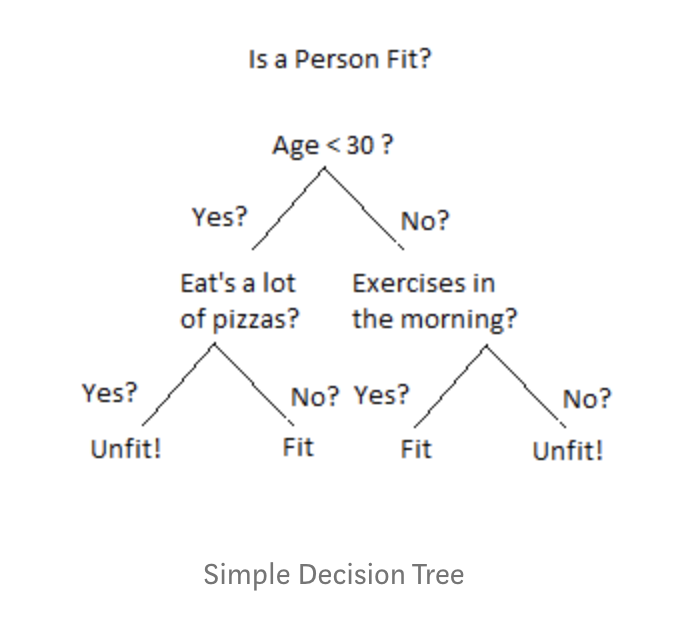 Is a Person Fit?
Age < 30 ?
Yes?
No?
Eat's a lot
of pizzas?
Exercises in
the morning?
Yes?
No?
Yes?
No?
Unfit!
Fit
Fit
Unfit!
Simple Decision Tree